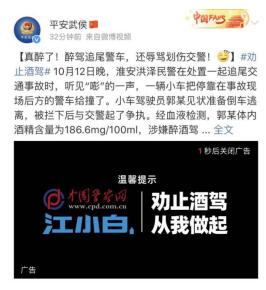 平安武侯
32分钟前 来自微博视频
【真醉了！醉驾追尾警车，还辱骂划伤交警！】#劝
止酒驾# 10月12日晚，淮安洪泽民警在处置一起追尾交
通事故时，听见“嘭”的一声，一辆小车把停靠在事故现
场后方的警车给撞了。小车驾驶员郭某见状准备倒车逃
离，被拦下后与交警起了争执。经血液检测，郭某体内
酒精含量为186.6mg/100ml，涉嫌醉酒驾 ... 全文
1 秒后关闭广告
温馨提示
中国警察网
www.cpd.com.cn
江小白
劝止酒驾
从我做起
广告